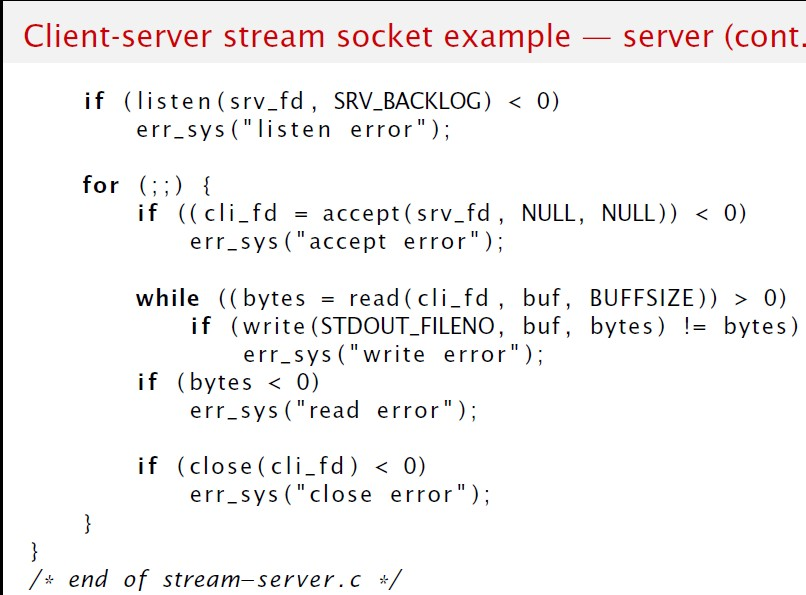 Client-server stream socket example — server (cont.
if (listen(srv_fd, SRV_BACKLOG) < 0)
err_sys("listen error");
for (;;) {
if ((cli_fd = accept(srv_fd, NULL, NULL)) < 0)
err_sys("accept error");
while ((bytes = read(cli_fd, buf, BUFFSIZE)) > 0)
if (write(STDOUT_FILENO, buf, bytes) != bytes)
err_sys("write error");
if (bytes < 0)
err_sys("read error");
if (close(cli_fd) < 0)
err_sys("close error");
}
}
/* end of stream-server.c */